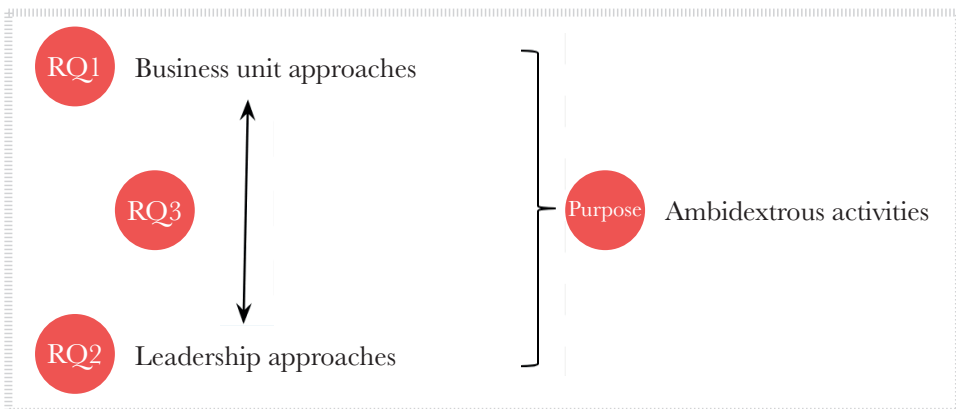 RQ1 Business unit approaches
RQ3
Purpose Ambidextrous activities
RQ2 Leadership approaches